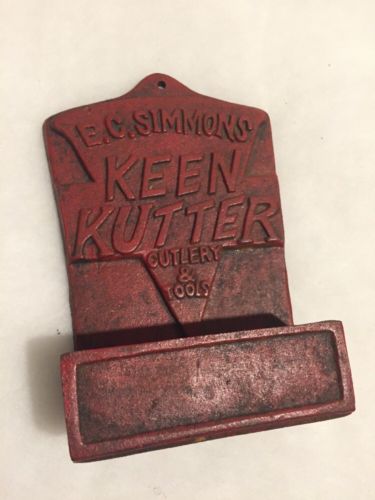 E.C. SIMMONS
KEEN
KUTTER
CUTLERY
&
TOOLS